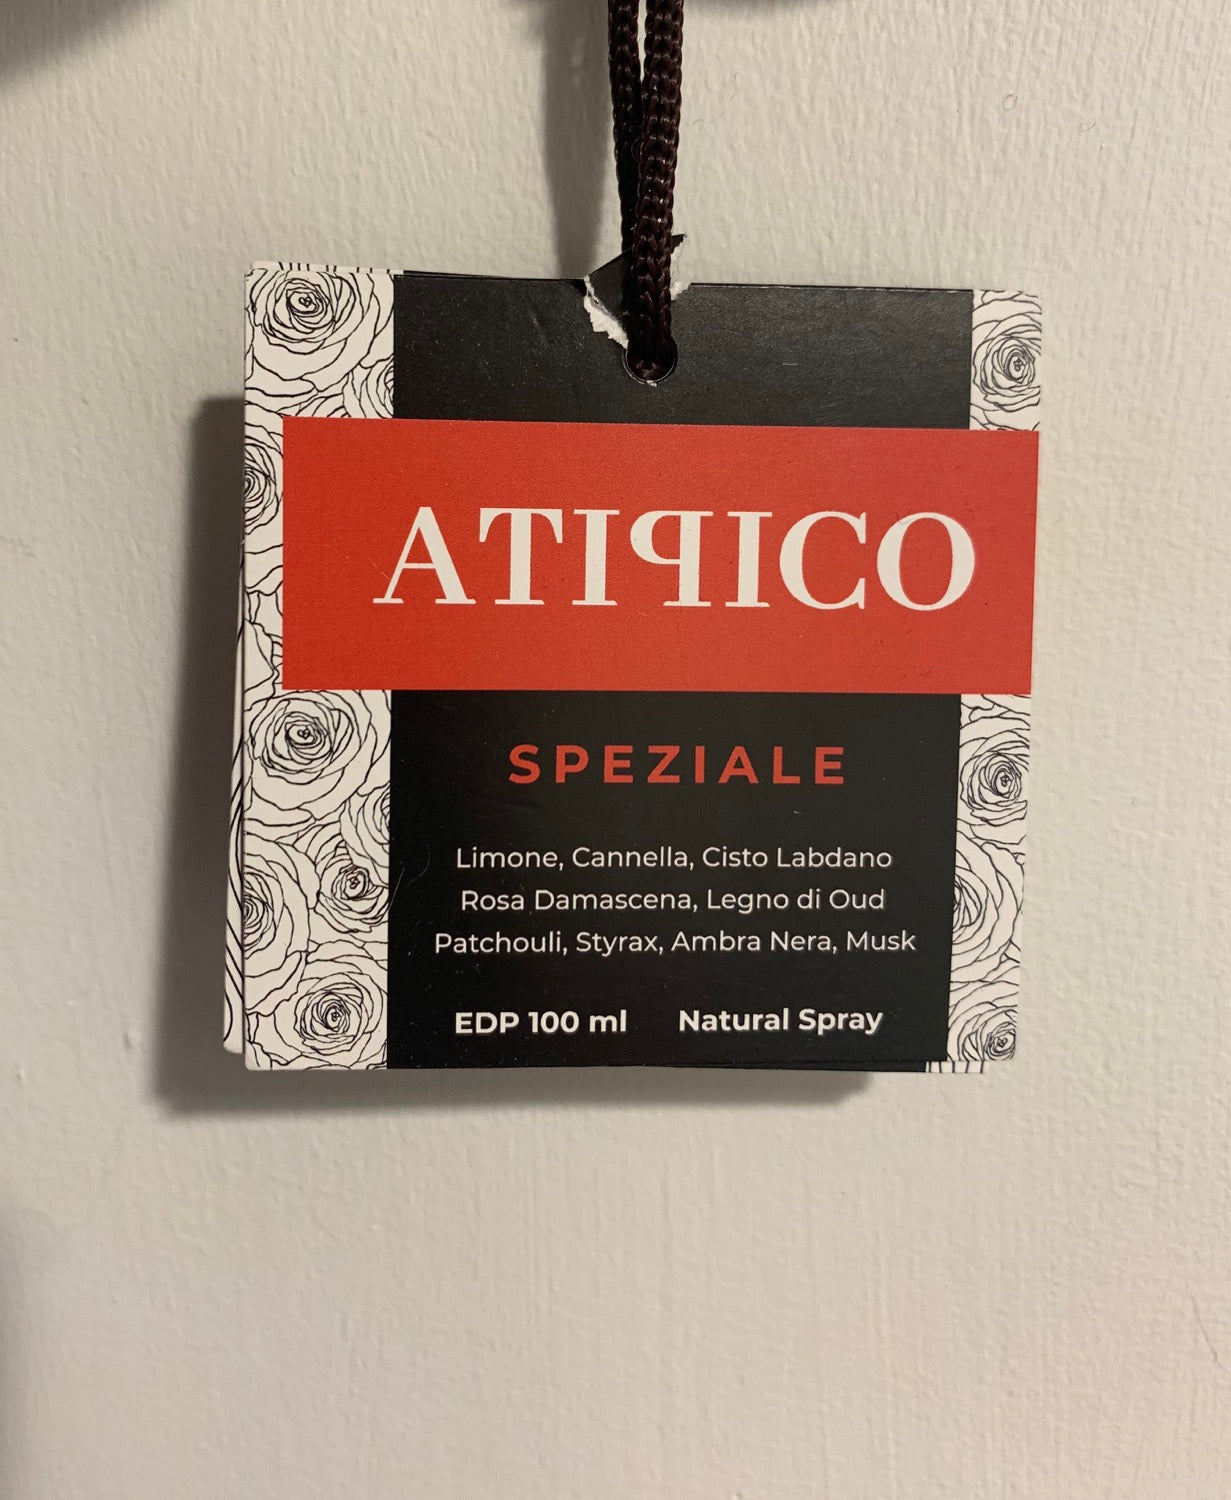 ATIPICO
SPEZIALE
Limone, Cannella, Cisto Labdano
Rosa Damascena, Legno di Oud
Patchouli, Styrax, Ambra Nera, Musk
EDP 100 ml Natural Spray